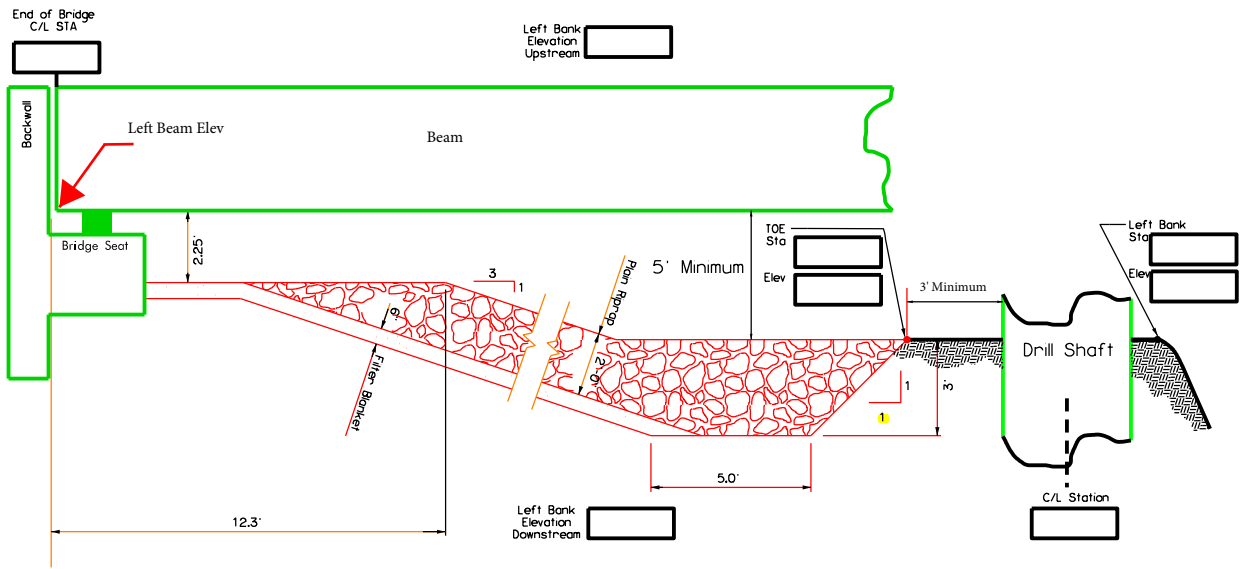 End of Bridge
C/L STA
Left Bank
Elevation
Upstream
Backwall
Left Beam Elev
Beam
Bridge Seat
2.25'
3
1
Plain Riprap
5' Minimum
TOE
Sta
Elev
3' Minimum
Left Bank
Sta
Elev
6"
Filter Blanket
2'-0"
Drill Shaft
1
1
3'
5.0'
12.3'
Left Bank
Elevation
Downstream
C/L Station